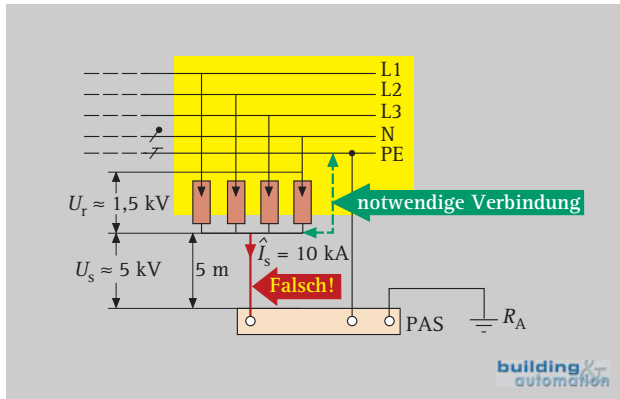 L1
L2
L3
N
PE
U_r ≈ 1,5 kV
notwendige Verbindung
Î_s = 10 kA
U_s ≈ 5 kV
5 m
Falsch!
PAS
R_A
building
automation